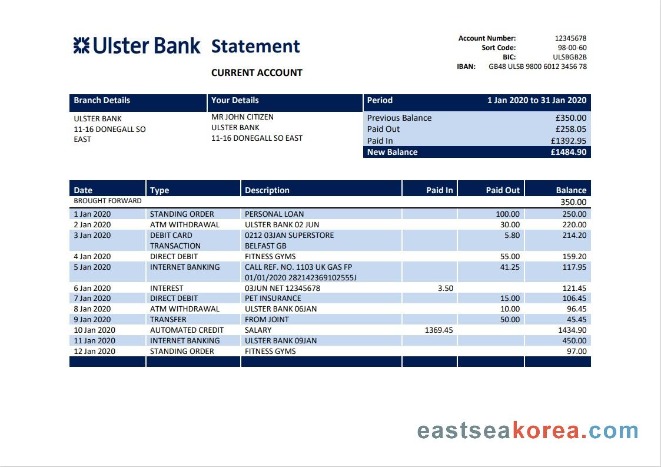 Ulster Bank Statement
CURRENT ACCOUNT
Account Number: 12345678
Sort Code: 98-00-60
BIC: ULSBGB2B
IBAN: GB48 ULSB 9800 6012 3456 78
Branch Details Your Details Period 1 Jan 2020 to 31 Jan 2020
ULSTER BANK
11-16 DONEGALL SO
EAST
MR JOHN CITIZEN
ULSTER BANK
11-16 DONEGALL SO EAST
Previous Balance £350.00
Paid Out £258.05
Paid In £1392.95
New Balance £1484.90
Date Type Description Paid In Paid Out Balance
BROUGHT FORWARD 350.00
1 Jan 2020 STANDING ORDER PERSONAL LOAN 100.00 250.00
2 Jan 2020 ATM WITHDRAWAL ULSTER BANK 02 JUN 30.00 220.00
3 Jan 2020 DEBIT CARD 0212 03JAN SUPERSTORE 5.80 214.20
TRANSACTION BELFAST GB
4 Jan 2020 DIRECT DEBIT FITNESS GYMS 55.00 159.20
5 Jan 2020 INTERNET BANKING CALL REF. NO. 1103 UK GAS FP 41.25 117.95
01/01/2020 282142369102555J
6 Jan 2020 INTEREST 03JUN NET 12345678 3.50 121.45
7 Jan 2020 DIRECT DEBIT PET INSURANCE 15.00 106.45
8 Jan 2020 ATM WITHDRAWAL ULSTER BANK 06JAN 10.00 96.45
9 Jan 2020 TRANSFER FROM JOINT 50.00 45.45
10 Jan 2020 AUTOMATED CREDIT SALARY 1369.45 1434.90
11 Jan 2020 INTERNET BANKING ULSTER BANK 09JAN 450.00
12 Jan 2020 STANDING ORDER FITNESS GYMS 97.00
eastseakorea.com